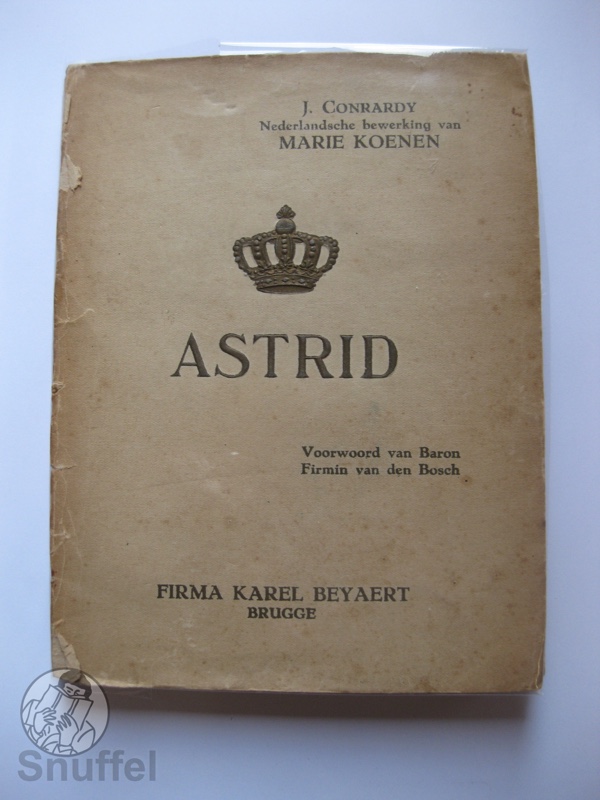 J. CONRARDY
Nederlandsche bewerking van
MARIE KOENEN
ASTRID
Voorwoord van Baron
Firmin van den Bosch
FIRMA KAREL BEYAERT
BRUGGE
Snuffel